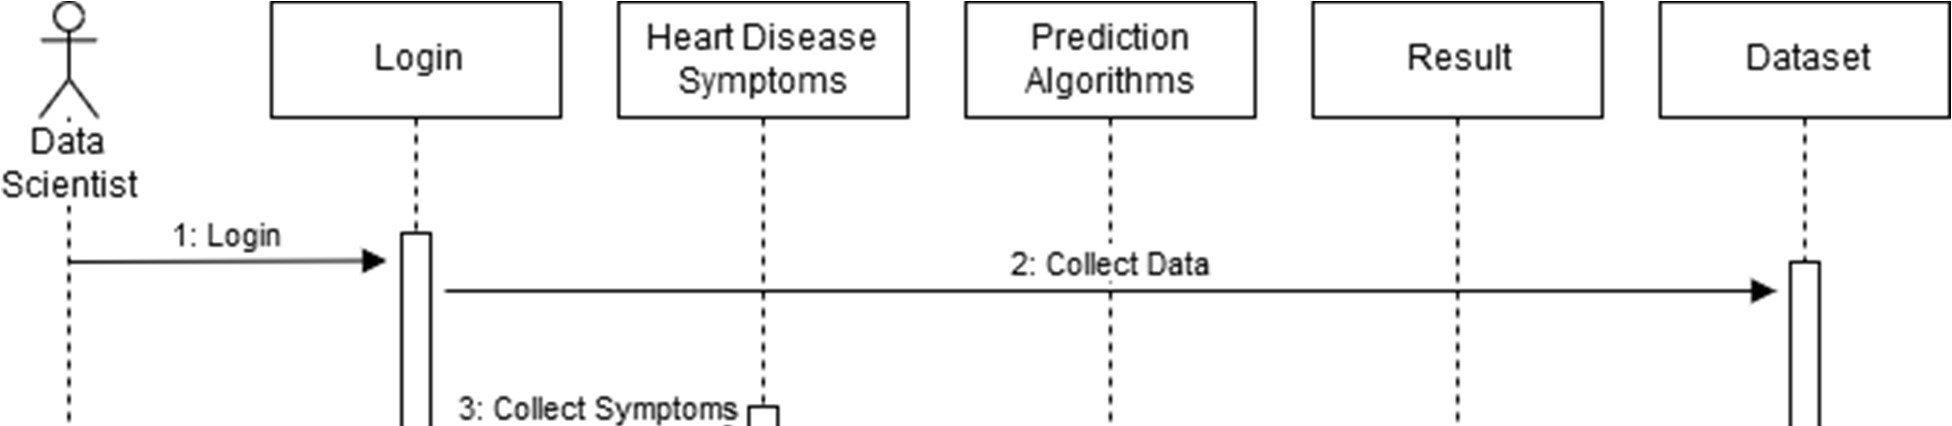 Data
Scientist
Login
Heart Disease
Symptoms
Prediction
Algorithms
Result
Dataset
1: Login
2: Collect Data
3: Collect Symptoms